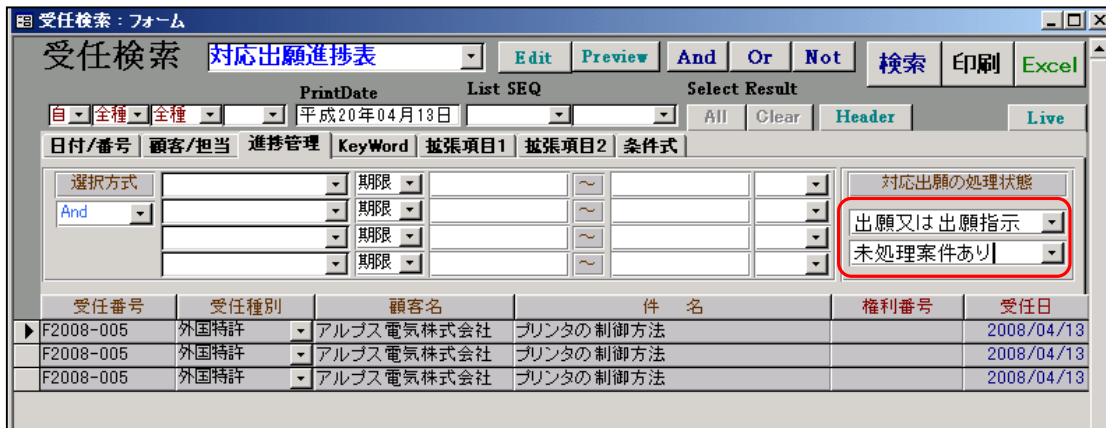 受任検索：フォーム
受任検索 対応出願進捗表 Edit Preview And Or Not 検索 印刷 Excel
PrintDate List SEQ Select Result
自 全種 全種 平成20年04月13日 All Clear Header Live
日付/番号 顧客/担当 進捗管理 KeyWord 拡張項目1 拡張項目2 条件式
選択方式 期限 ～ 対応出願の処理状態
And 期限 ～ 出願又は出願指示
期限 ～ 未処理案件あり
期限 ～
受任番号 受任種別 顧客名 件 名 権利番号 受任日
F2008-005 外国特許 アルプス電気株式会社 プリンタの制御方法 2008/04/13
F2008-005 外国特許 アルプス電気株式会社 プリンタの制御方法 2008/04/13
F2008-005 外国特許 アルプス電気株式会社 プリンタの制御方法 2008/04/13